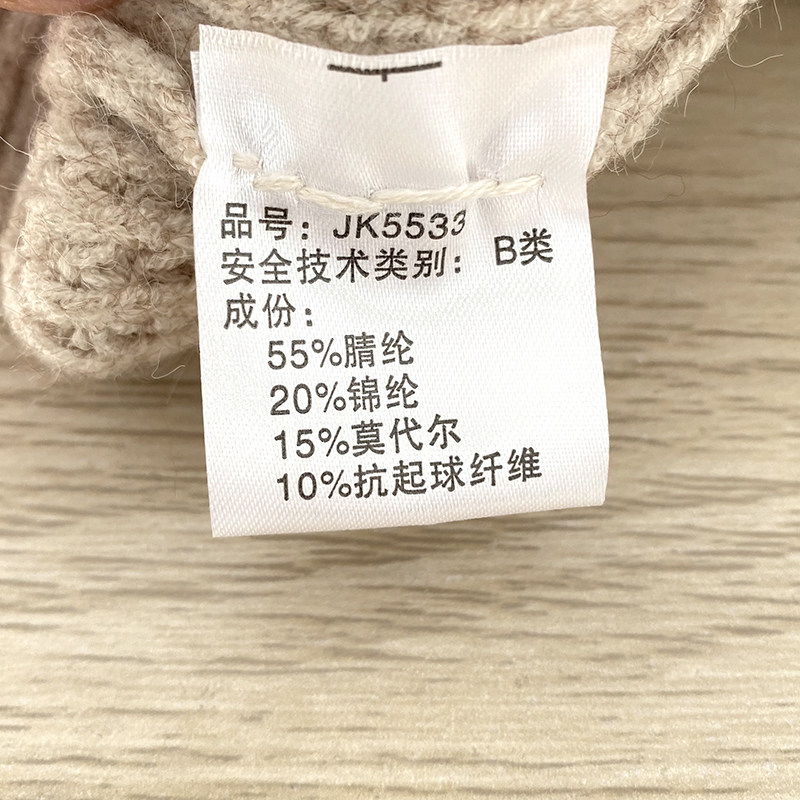 品号：JK5533
安全技术类别：B类
成份：
55%腈纶
20%锦纶
15%莫代尔
10%抗起球纤维